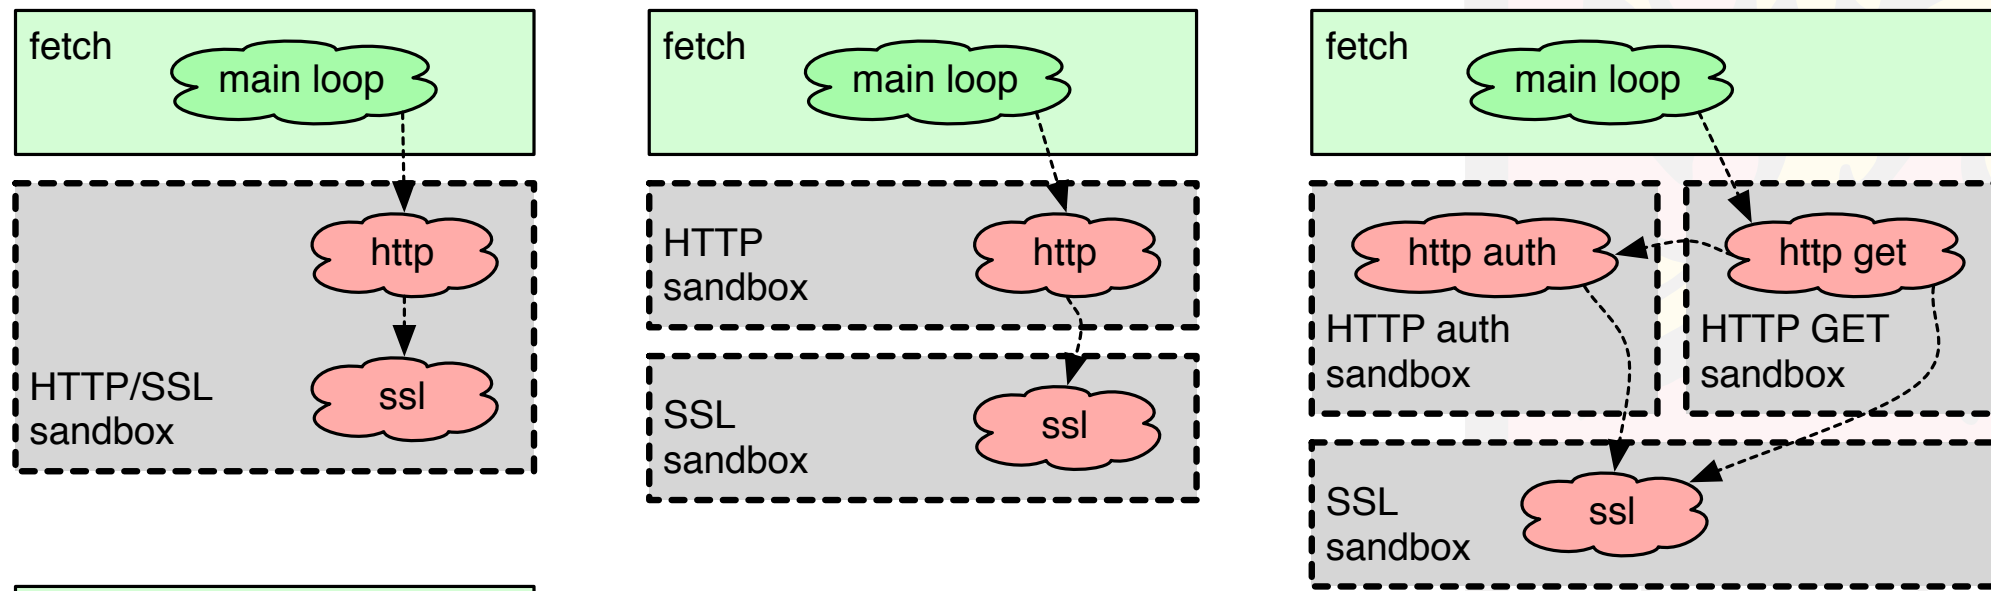 fetch
main loop
http
ssl
HTTP/SSL
sandbox
fetch
main loop
HTTP
sandbox
http
SSL
sandbox
ssl
fetch
main loop
http auth
HTTP auth
sandbox
http get
HTTP GET
sandbox
SSL
sandbox
ssl